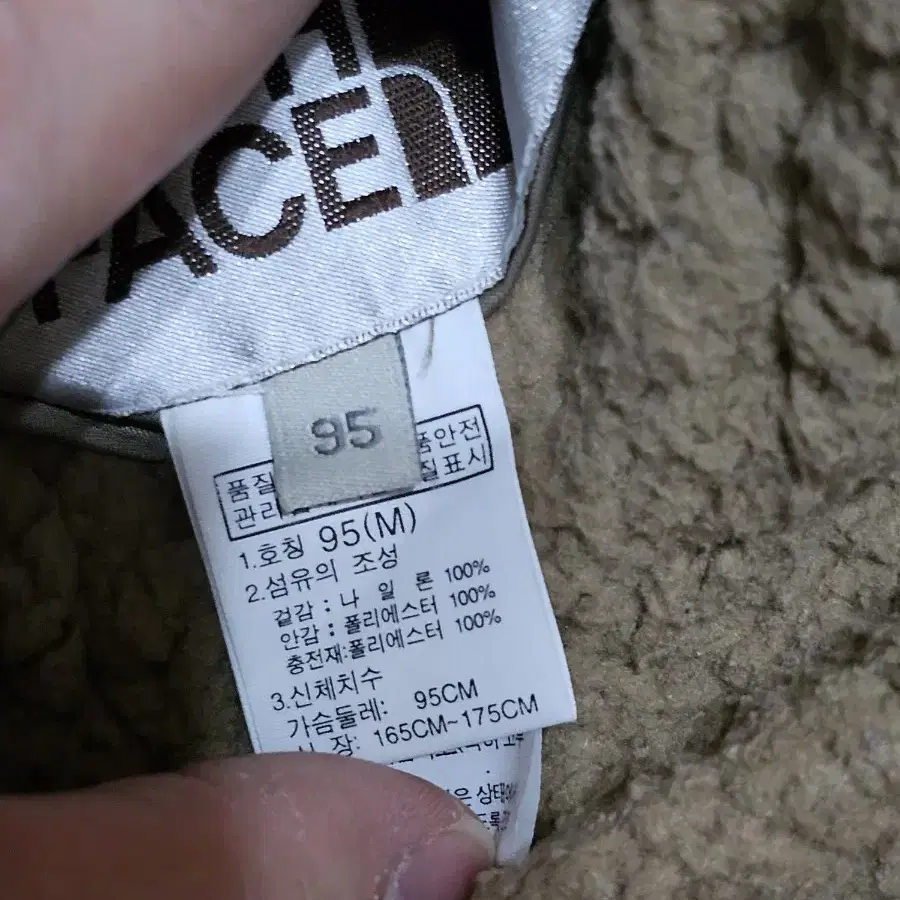 FACE
95
품질 품안전
관리 질표시
1.호칭 95(M)
2.섬유의 조성
겉감 : 나 일 론 100%
안감 : 폴리에스터 100%
충전재:폴리에스터 100%
3.신체치수
가슴둘레: 95CM
장: 165CM~175CM